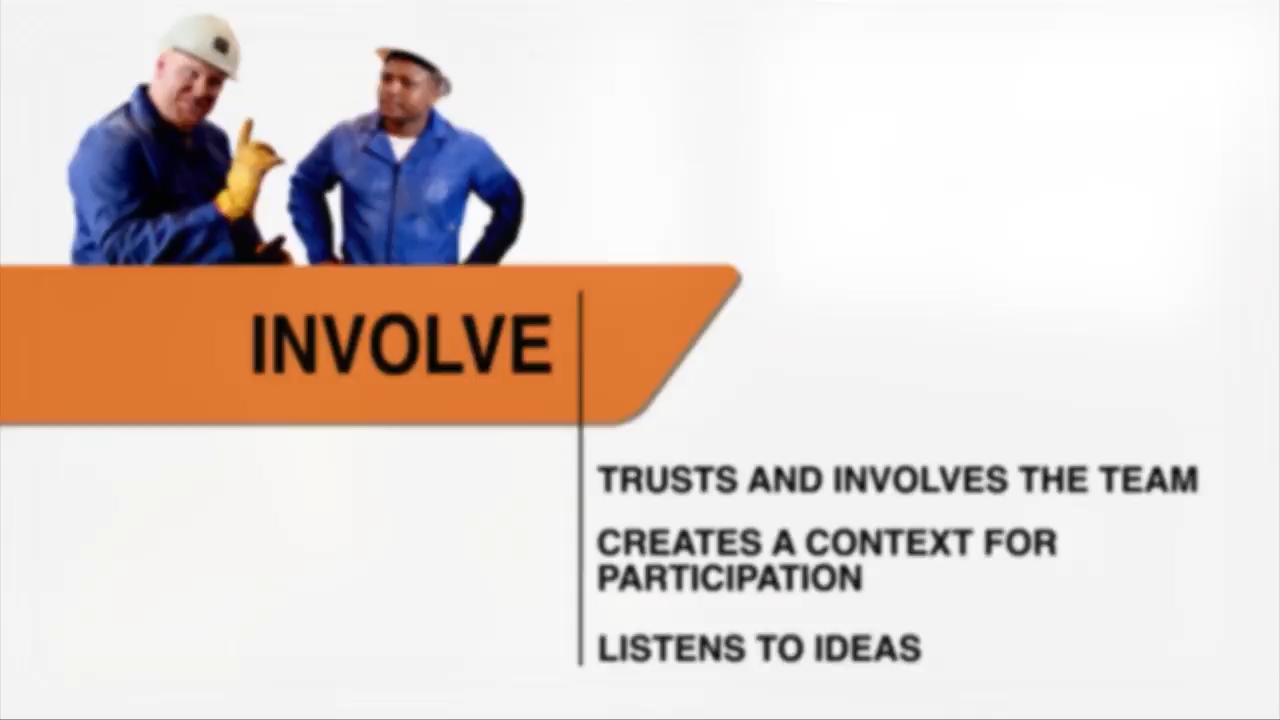 INVOLVE
TRUSTS AND INVOLVES THE TEAM
CREATES A CONTEXT FOR
PARTICIPATION
LISTENS TO IDEAS